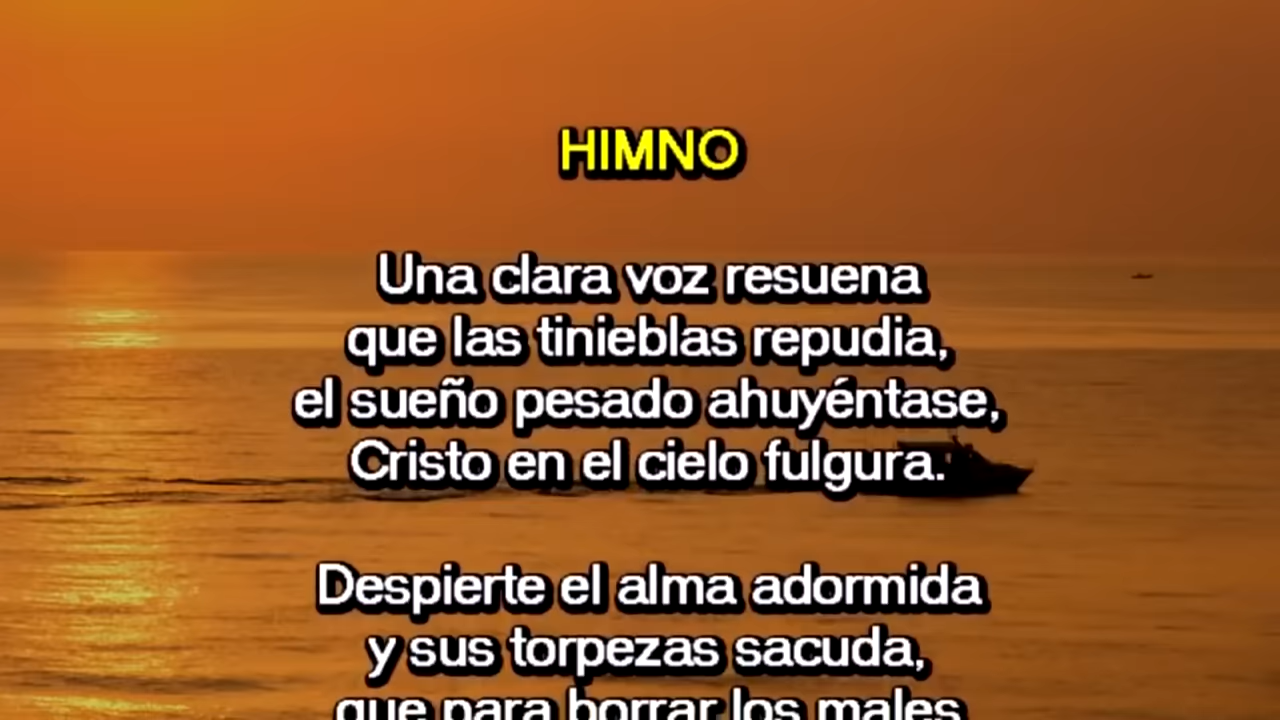 HIMNO
Una clara voz resuena
que las tinieblas repudia,
el sueño pesado ahuyéntase,
Cristo en el cielo fulgura.
Despierte el alma adormida
y sus torpezas sacuda,
que para borrar los males